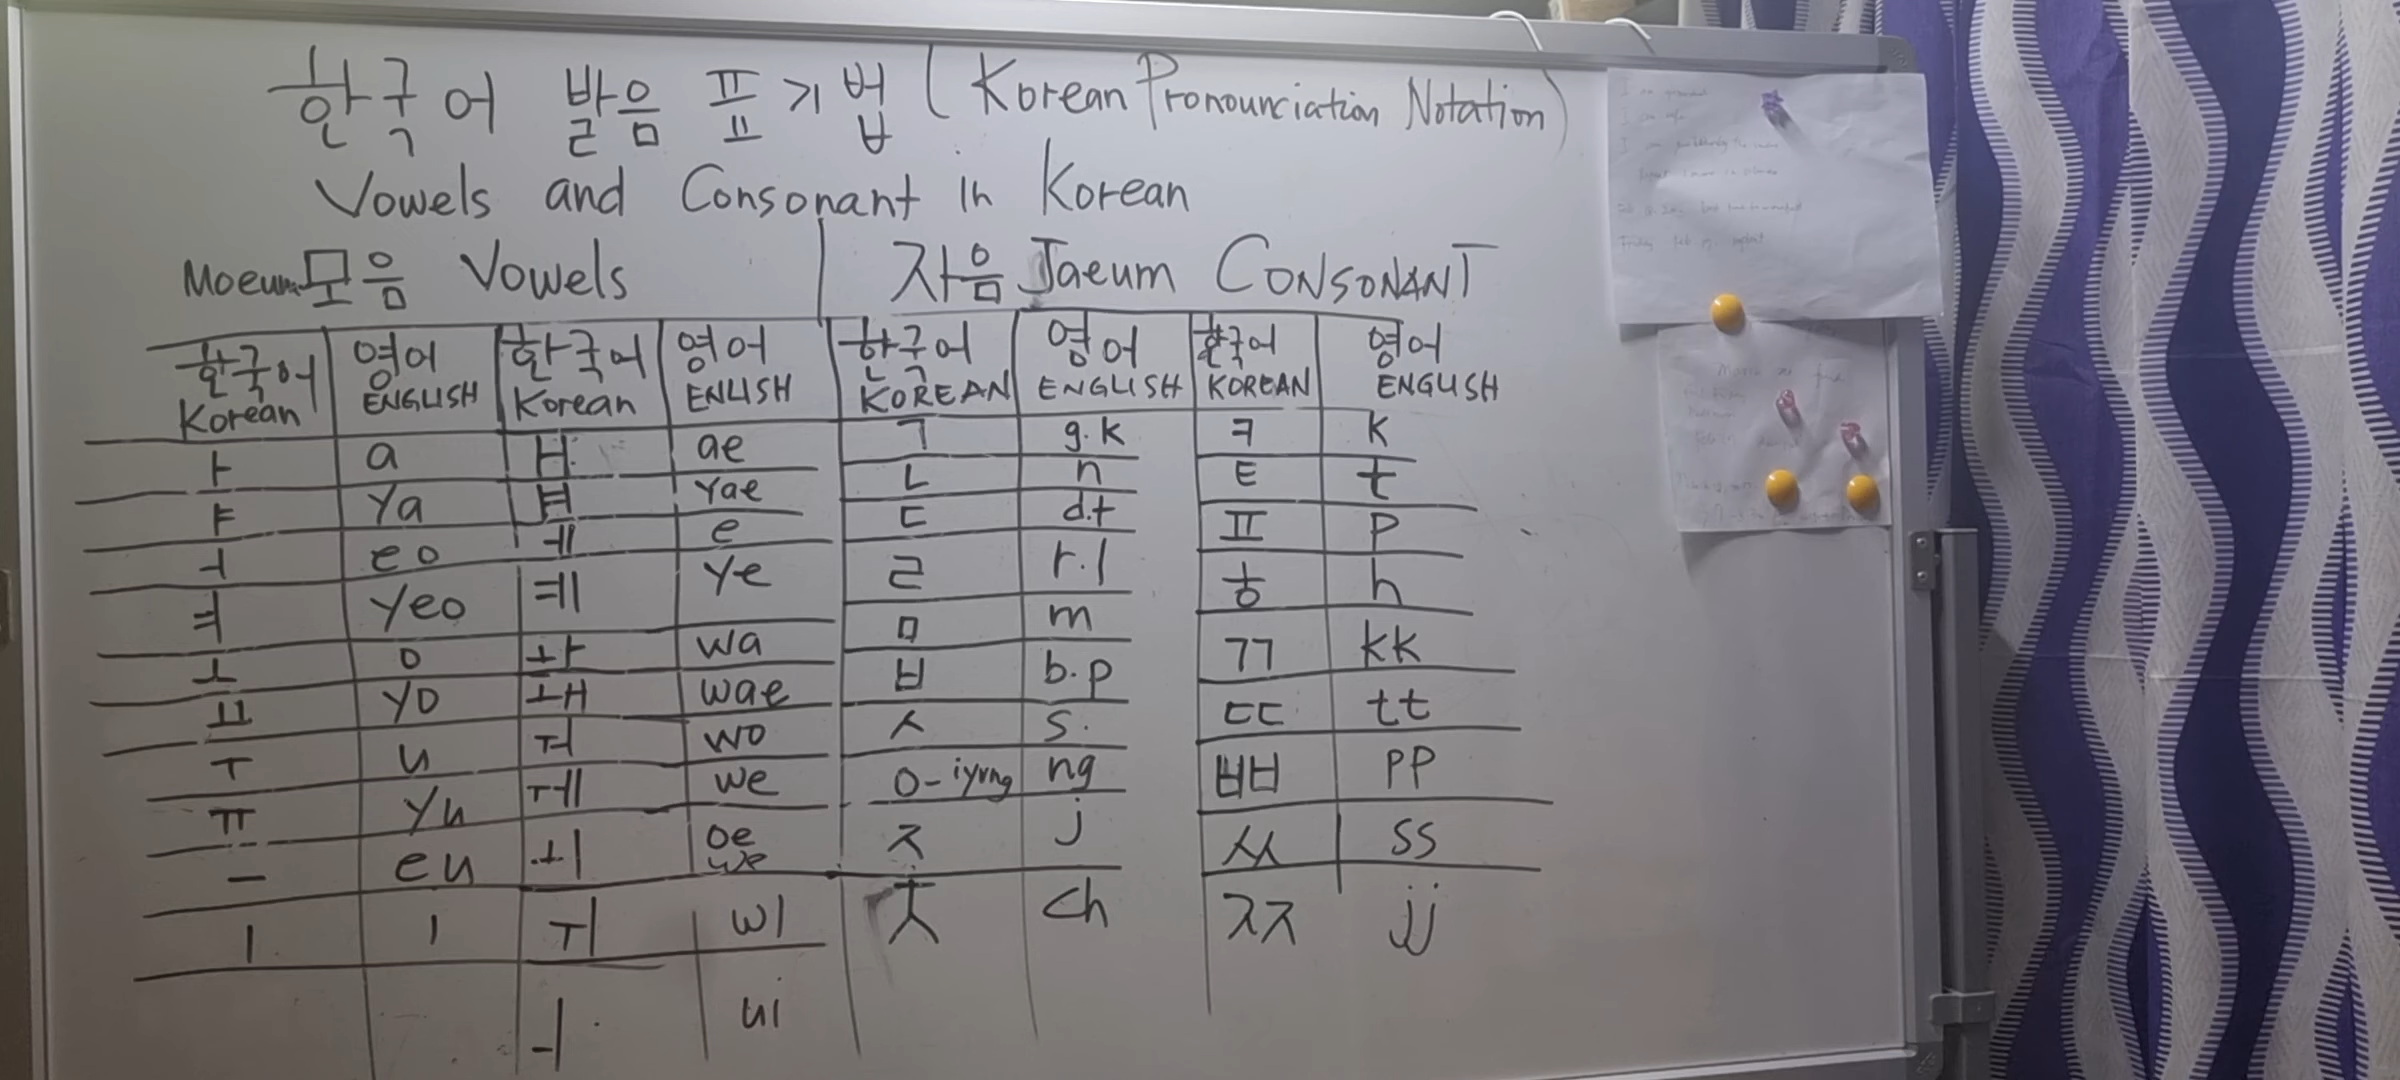 한국어 발음 표기법 (Korean Pronounciation Notation)
Vowels and Consonant in Korean
Moeum 모음 Vowels 자음 Jaeum CONSONANT
한국어 영어 한국어 영어 한국어 영어 한국어 영어
Korean ENGLISH Korean ENLISH KOREAN ENGLISH KOREAN ENGLISH
ㅏ a ㅐ ae ㄱ g.k ㅋ k
ㅑ ya ㅒ yae ㄴ n ㅌ t
ㅓ eo ㅔ e ㄷ d.t ㅍ p
ㅕ yeo ㅖ ye ㄹ r.l ㅎ h
ㅗ o ㅘ wa ㅁ m ㄲ kk
ㅛ yo ㅙ wae ㅂ b.p ㄸ tt
ㅜ u ㅝ wo ㅅ s. ㅃ pp
ㅠ yu ㅞ we ㅇ- iyung ng ㅆ ss
ㅡ eu ㅚ oe we ㅈ j ㅉ jj
ㅣ i ㅟ wi ㅊ ch
ㅢ ui